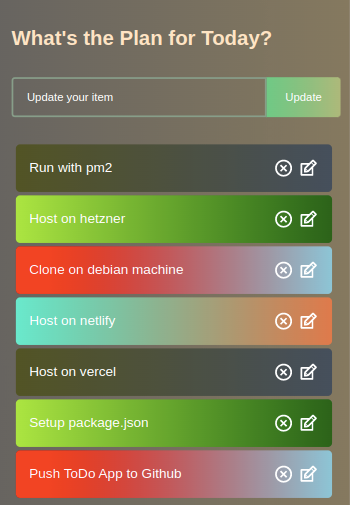 What's the Plan for Today?
Update your item
Update
Run with pm2
Host on hetzner
Clone on debian machine
Host on netlify
Host on vercel
Setup package.json
Push ToDo App to Github